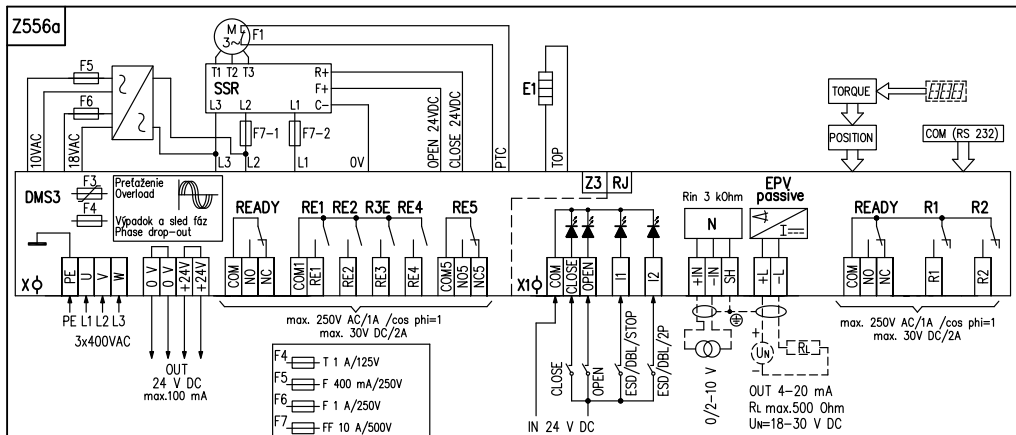 Z556a
M
3~
F1
T1 T2 T3
R+
SSR
F+
C-
L3 L2 L1
F5
F6
F7-1
F7-2
E1
TORQUE
POSITION
COM (RS 232)
10VAC
18VAC
L3
L2
L1
0V
OPEN 24VDC
CLOSE 24VDC
PTC
TOP
DMS3
F3
F4
Preťaženie
Overload
Výpadok a sled fáz
Phase drop-out
Z3 RJ
READY
RE1 RE2 R3E RE4
RE5
Rin 3 kOhm
N
EPV
passive
READY
R1
R2
X
PE
U
V
W
0 V
0 V
+24V
+24V
COM
NO
NC
COM1
RE1
RE2
RE3
RE4
COM5
NO5
NC5
X1
COM
CLOSE
OPEN
I1
I2
+IN
-IN
SH
+L
-L
COM
NO
NC
R1
R2
PE L1 L2 L3
3x400VAC
OUT
24 V DC
max.100 mA
max. 250V AC/1A /cos phi=1
max. 30V DC/2A
F4 T 1 A/125V
F5 F 400 mA/250V
F6 F 1 A/250V
F7 FF 10 A/500V
CLOSE
OPEN
ESD/DBL/STOP
ESD/DBL/2P
IN 24 V DC
0/2-10 V
+
UN
-
RL
OUT 4-20 mA
RL max.500 Ohm
UN=18-30 V DC
max. 250V AC/1A /cos phi=1
max. 30V DC/2A